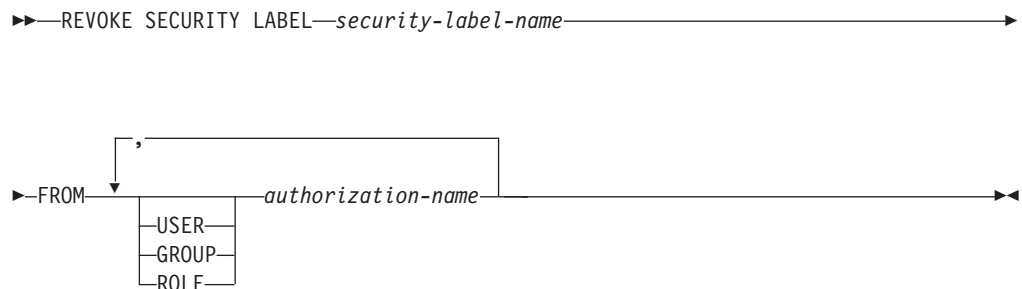 REVOKE SECURITY LABEL security-label-name
,
FROM authorization-name
USER
GROUP
ROLE